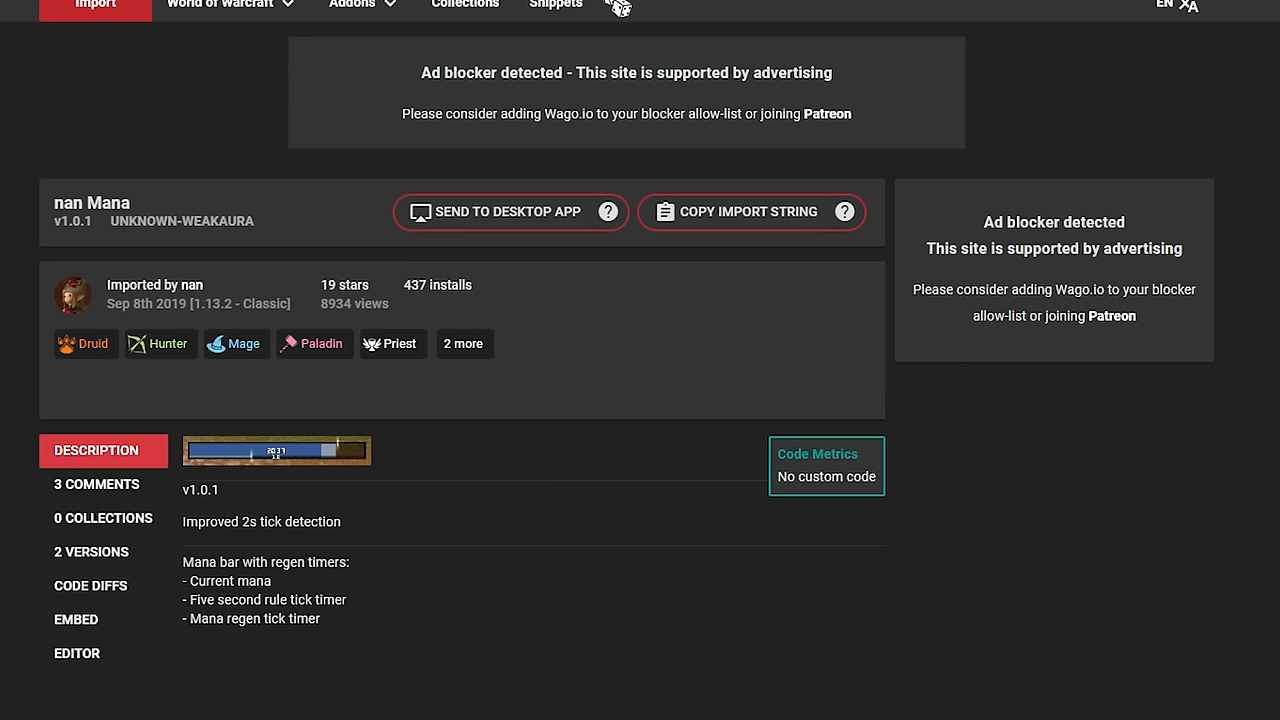 Import World of Warcraft Addons Collections Snippets EN
Ad blocker detected - This site is supported by advertising
Please consider adding Wago.io to your blocker allow-list or joining Patreon
nan Mana
v1.0.1 UNKNOWN-WEAKAURA
SEND TO DESKTOP APP ?
COPY IMPORT STRING ?
Ad blocker detected
This site is supported by advertising
Please consider adding Wago.io to your blocker
allow-list or joining Patreon
Imported by nan 19 stars 437 installs
Sep 8th 2019 [1.13.2 - Classic] 8934 views
Druid Hunter Mage Paladin Priest 2 more
DESCRIPTION
3 COMMENTS
0 COLLECTIONS
2 VERSIONS
CODE DIFFS
EMBED
EDITOR
2037
1.5
Code Metrics
No custom code
v1.0.1
Improved 2s tick detection
Mana bar with regen timers:
- Current mana
- Five second rule tick timer
- Mana regen tick timer